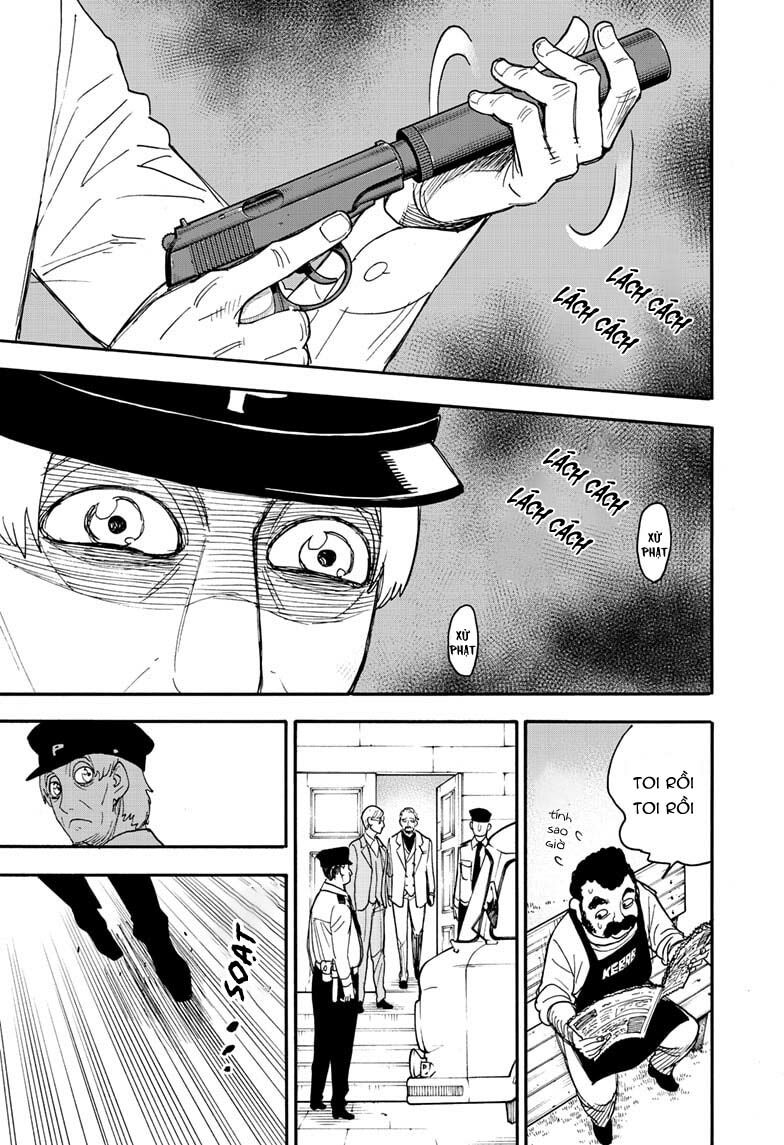 LÁCH CÁCH
LÁCH CÁCH
P
LÁCH CÁCH
LÁCH CÁCH
XỬ
PHẠT
XỬ
PHẠT
TOI RỒI
TOI RỒI
tính
sao
giờ
KEBAB
P
SOẠT